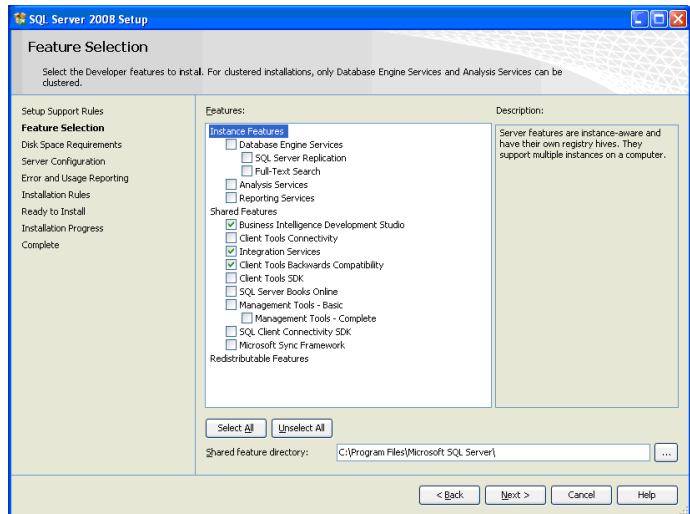 SQL Server 2008 Setup
Feature Selection
Select the Developer features to install. For clustered installations, only Database Engine Services and Analysis Services can be
clustered.
Setup Support Rules
Feature Selection
Disk Space Requirements
Server Configuration
Error and Usage Reporting
Installation Rules
Ready to Install
Installation Progress
Complete
Features:
Instance Features
Database Engine Services
SQL Server Replication
Full-Text Search
Analysis Services
Reporting Services
Shared Features
Business Intelligence Development Studio
Client Tools Connectivity
Integration Services
Client Tools Backwards Compatibility
Client Tools SDK
SQL Server Books Online
Management Tools - Basic
Management Tools - Complete
SQL Client Connectivity SDK
Microsoft Sync Framework
Redistributable Features
Description:
Server features are instance-aware and
have their own registry hives. They
support multiple instances on a computer.
Select All
Unselect All
Shared feature directory:
C:\Program Files\Microsoft SQL Server\
...
< Back
Next >
Cancel
Help